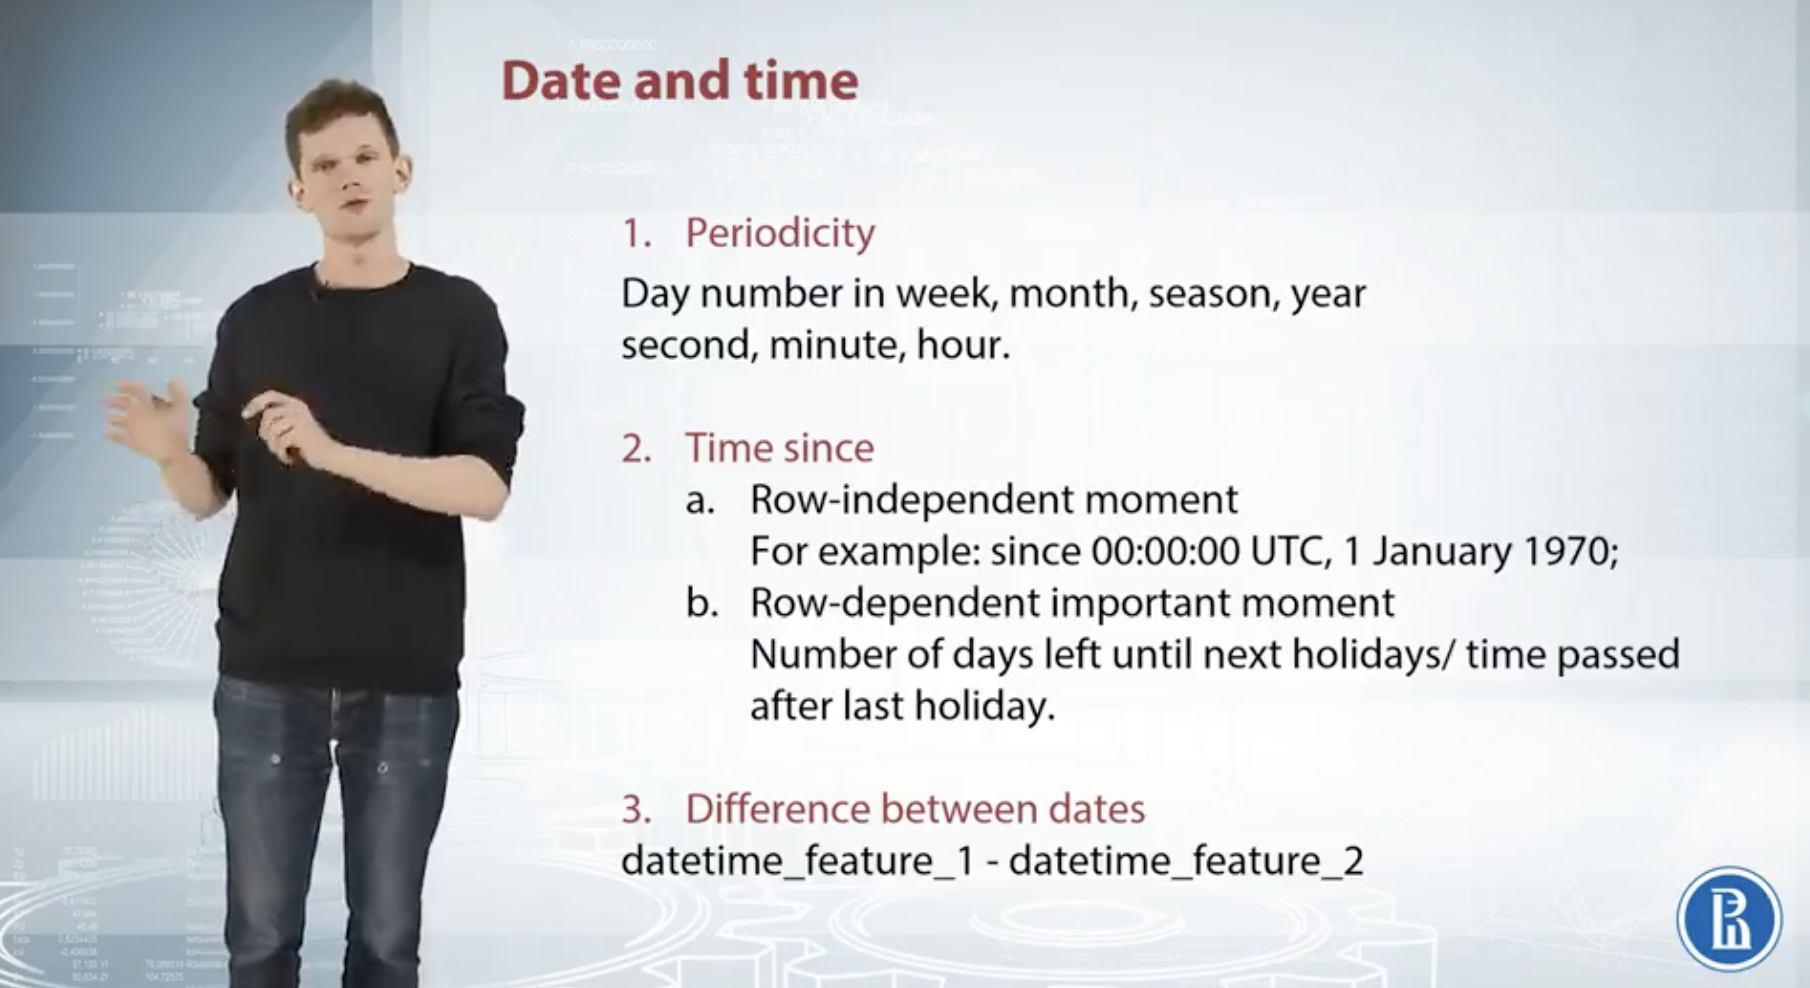 Date and time
1. Periodicity
Day number in week, month, season, year
second, minute, hour.
2. Time since
a. Row-independent moment
For example: since 00:00:00 UTC, 1 January 1970;
b. Row-dependent important moment
Number of days left until next holidays/ time passed
after last holiday.
3. Difference between dates
datetime_feature_1 - datetime_feature_2